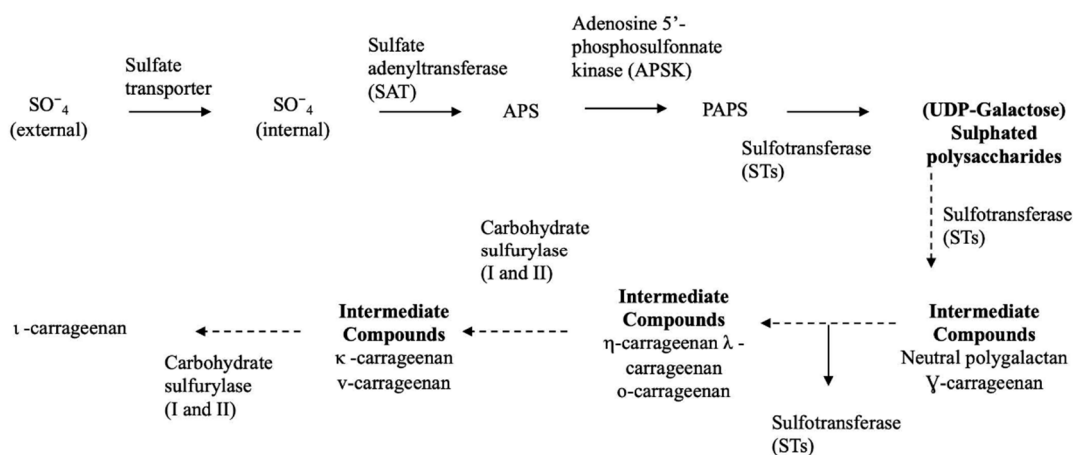 Sulfate
transporter
Sulfate
adenyltransferase
(SAT)
Adenosine 5’-
phosphosulfonnate
kinase (APSK)
SO⁻₄
(external)
SO⁻₄
(internal)
APS
PAPS
Sulfotransferase
(STs)
(UDP-Galactose)
Sulphated
polysaccharides
Sulfotransferase
(STs)
Intermediate
Compounds
Neutral polygalactan
Ɣ-carrageenan
Sulfotransferase
(STs)
Intermediate
Compounds
η-carrageenan λ -
carrageenan
o-carrageenan
Carbohydrate
sulfurylase
(I and II)
Intermediate
Compounds
κ -carrageenan
ν-carrageenan
Carbohydrate
sulfurylase
(I and II)
ι -carrageenan